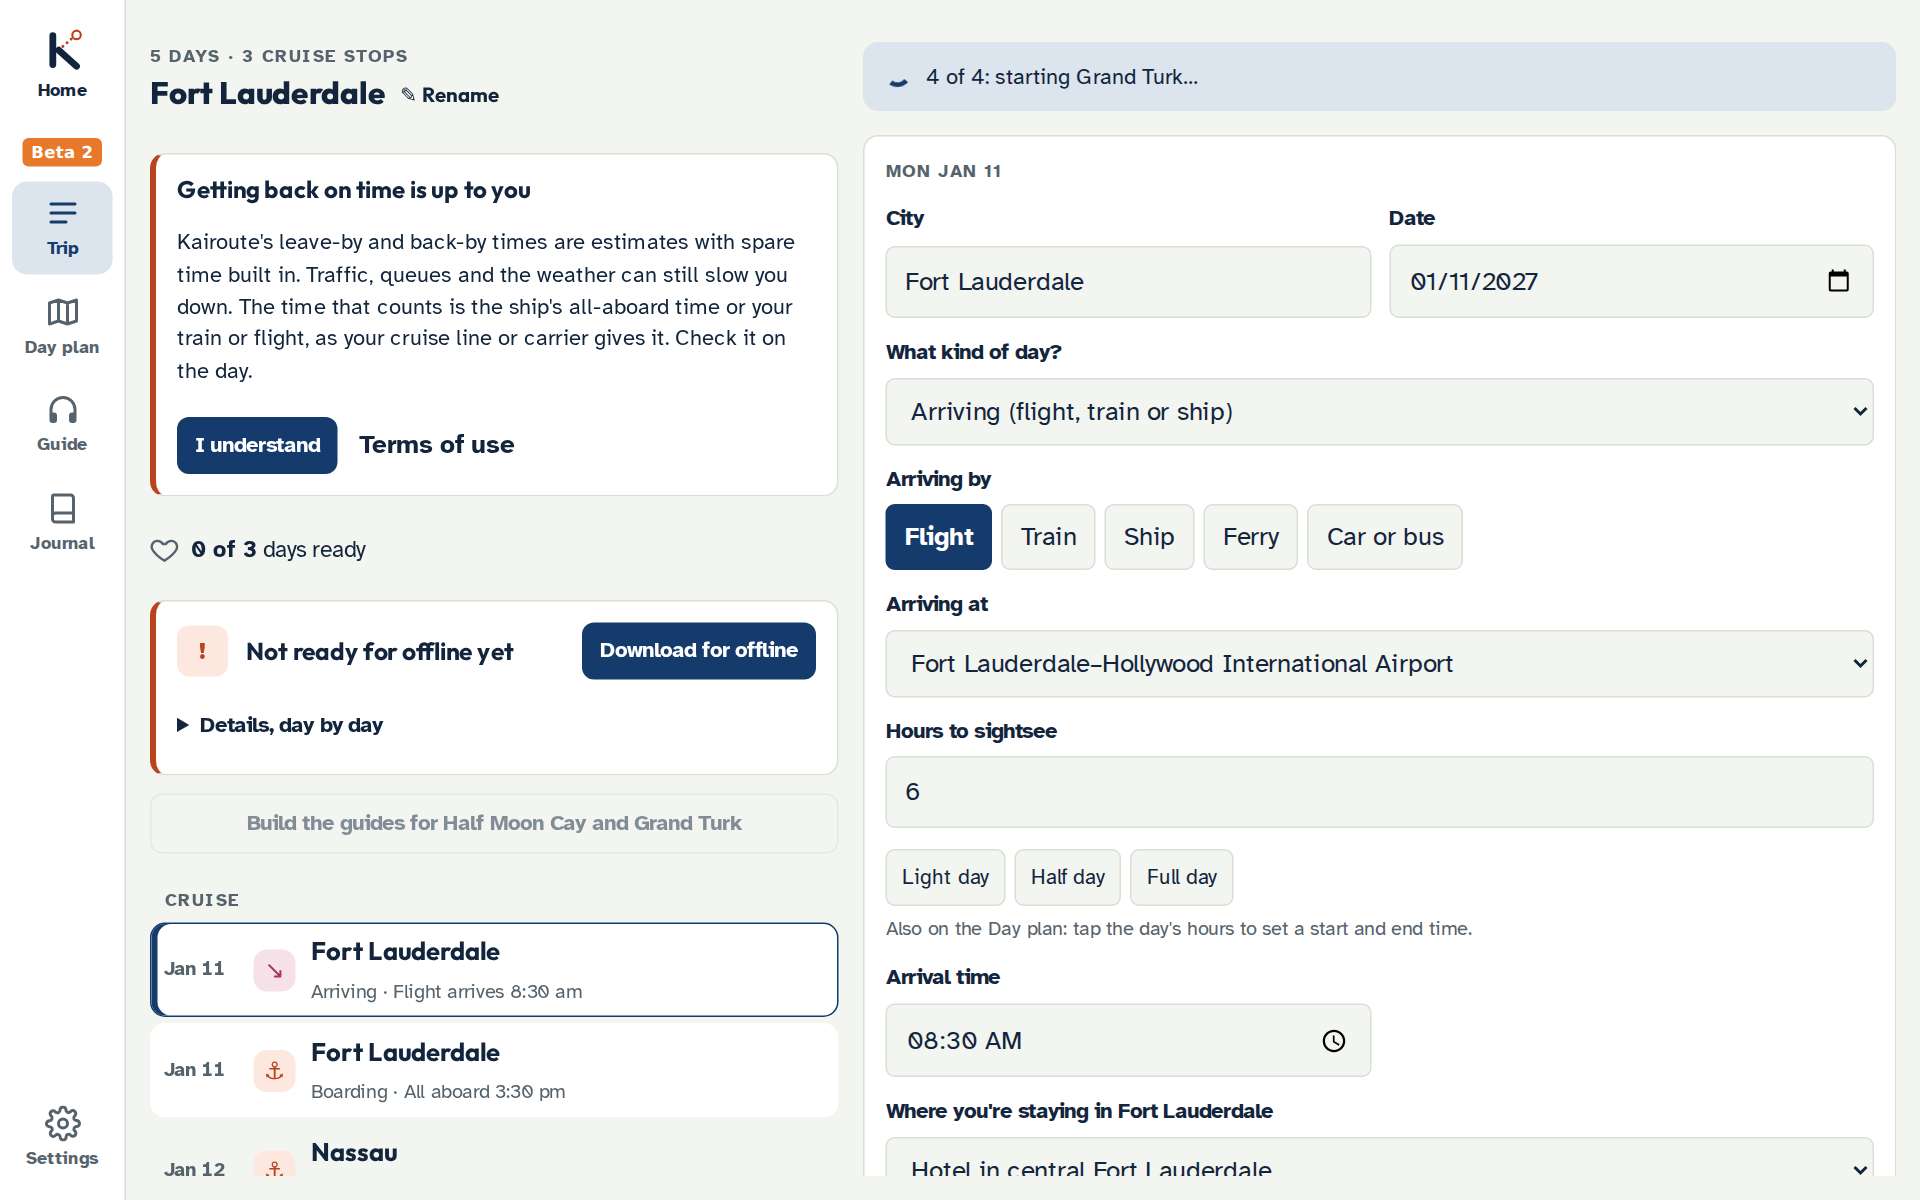 Home
Beta 2
Trip
Day plan
Guide
Journal
Settings
5 DAYS · 3 CRUISE STOPS
Fort Lauderdale
✎ Rename
Getting back on time is up to you
Kairoute's leave-by and back-by times are estimates with spare
time built in. Traffic, queues and the weather can still slow you
down. The time that counts is the ship's all-aboard time or your
train or flight, as your cruise line or carrier gives it. Check it on
the day.
I understand
Terms of use
0 of 3 days ready
Not ready for offline yet
Download for offline
Details, day by day
Build the guides for Half Moon Cay and Grand Turk
CRUISE
Jan 11
Fort Lauderdale
Arriving · Flight arrives 8:30 am
Jan 11
Fort Lauderdale
Boarding · All aboard 3:30 pm
Jan 12
Nassau
4 of 4: starting Grand Turk...
MON JAN 11
City
Date
Fort Lauderdale
01/11/2027
What kind of day?
Arriving (flight, train or ship)
Arriving by
Flight
Train
Ship
Ferry
Car or bus
Arriving at
Fort Lauderdale–Hollywood International Airport
Hours to sightsee
6
Light day
Half day
Full day
Also on the Day plan: tap the day's hours to set a start and end time.
Arrival time
08:30 AM
Where you're staying in Fort Lauderdale
Hotel in central Fort Lauderdale